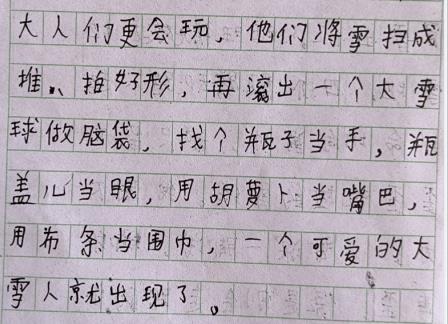 大人们更会玩，他们将雪扫成
推、拍好形，再滚出一个大雪
球做脑袋，找个瓶子当手，瓶
盖儿当眼，用胡萝卜当嘴巴，
用布条当围巾，一个可爱的大
雪人就出现了。